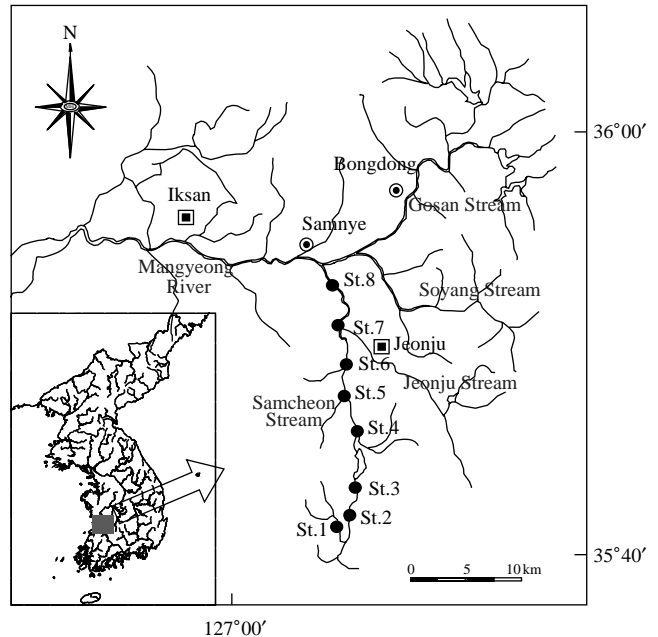 N
36°00′
Bongdong
Iksan
Gosan Stream
Samnye
Mangyeong
River
St.8
Soyang Stream
St.7
Jeonju
St.6
Jeonju Stream
St.5
Samcheon
Stream
St.4
St.3
St.2
St.1
35°40′
0 5 10 km
127°00′